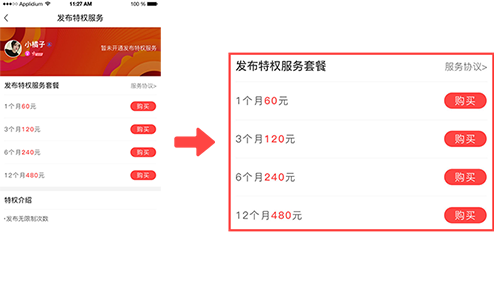 Applidium 11:27 AM 100 %
发布特权服务
小橘子
暂未开通发布特权服务
发布特权服务套餐 服务协议>
1个月60元 购买
3个月120元 购买
6个月240元 购买
12个月480元 购买
特权介绍
•发布无限制次数
发布特权服务套餐 服务协议>
1个月60元 购买
3个月120元 购买
6个月240元 购买
12个月480元 购买